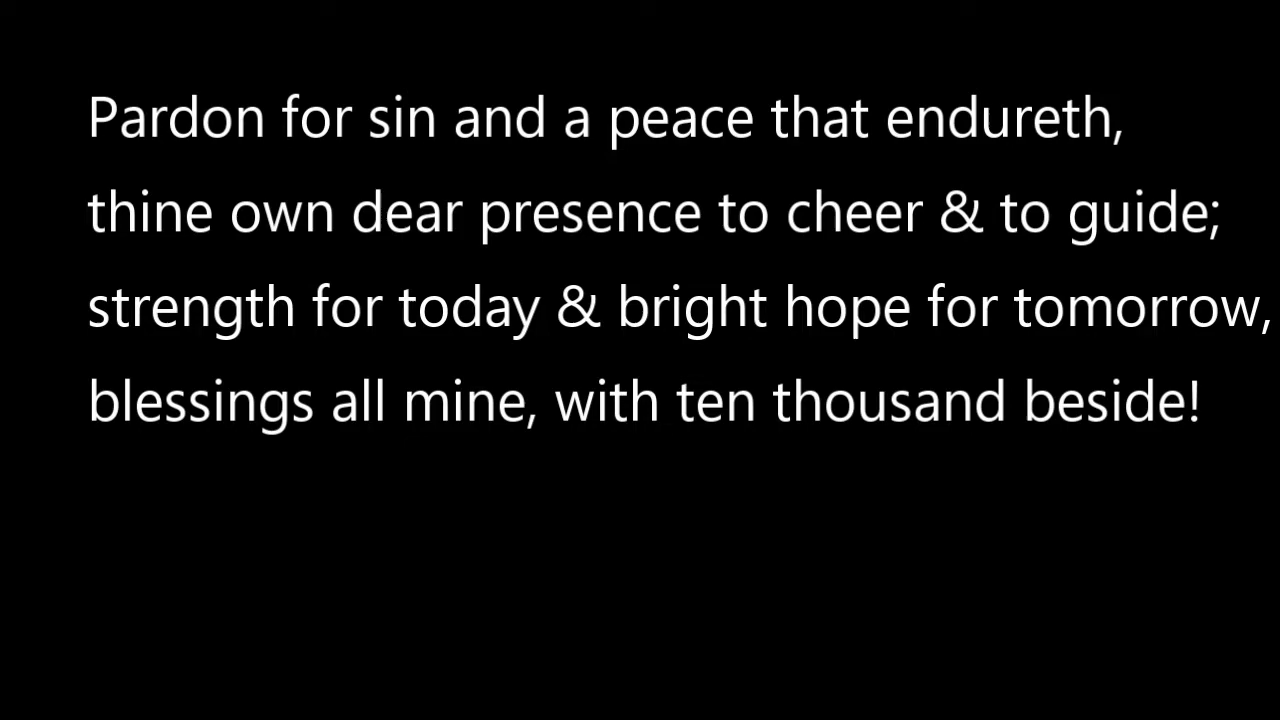 Pardon for sin and a peace that endureth,
thine own dear presence to cheer & to guide;
strength for today & bright hope for tomorrow,
blessings all mine, with ten thousand beside!